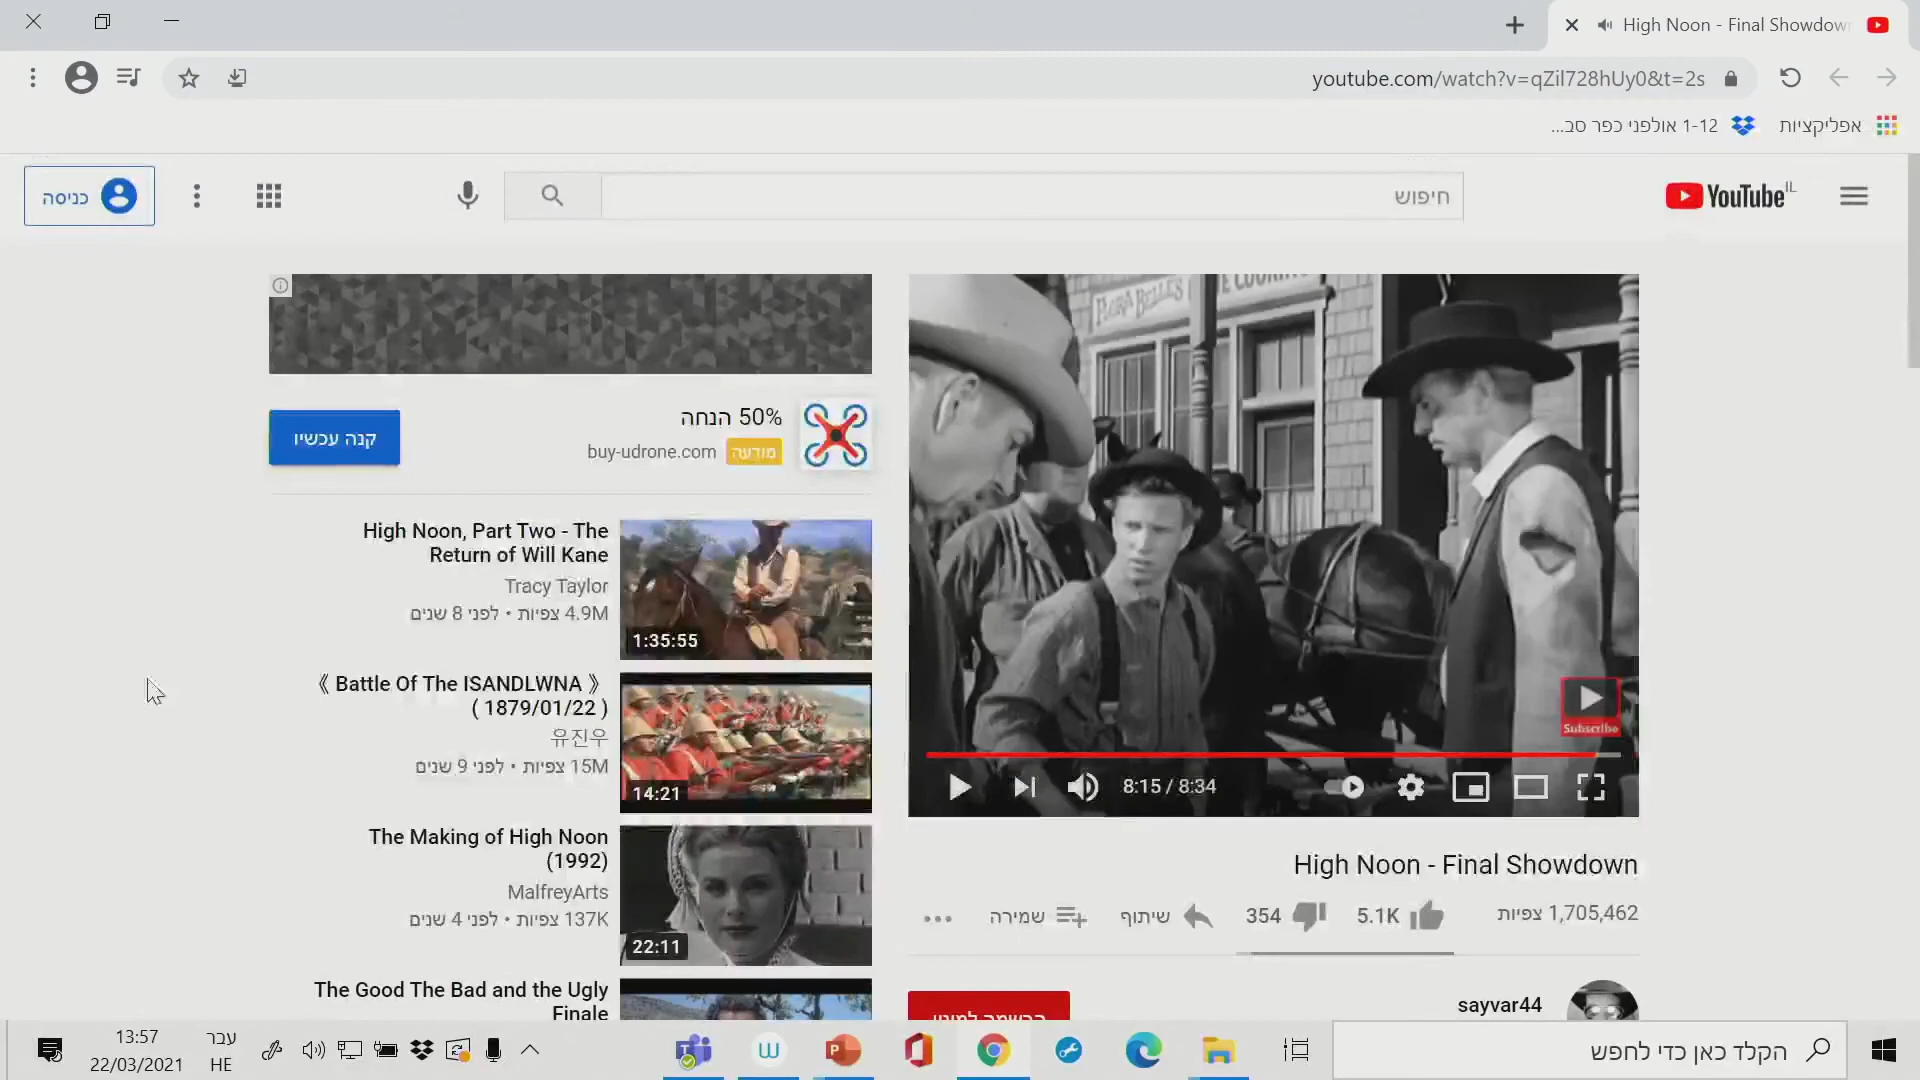 High Noon - Final Showdow
youtube.com/watch?v=qZil728hUy0&t=2s
אפליקציות
1-12 אולפני כפר סב...
YouTube IL
חיפוש
כניסה
50% הנחה
מודעה buy-udrone.com
קנה עכשיו
High Noon, Part Two - The
Return of Will Kane
Tracy Taylor
4.9M צפיות • לפני 8 שנים
1:35:55
《 Battle Of The ISANDLWNA 》
( 1879/01/22 )
유진우
15M צפיות • לפני 9 שנים
14:21
The Making of High Noon
(1992)
MalfreyArts
137K צפיות • לפני 4 שנים
22:11
The Good The Bad and the Ugly
Finale
FLORA BELLE'S
Subscribe
8:15 / 8:34
High Noon - Final Showdown
1,705,462 צפיות
5.1K
354
שיתוף
שמירה
sayvar44
הקלד כאן כדי לחפש
עבר
HE
13:57
22/03/2021